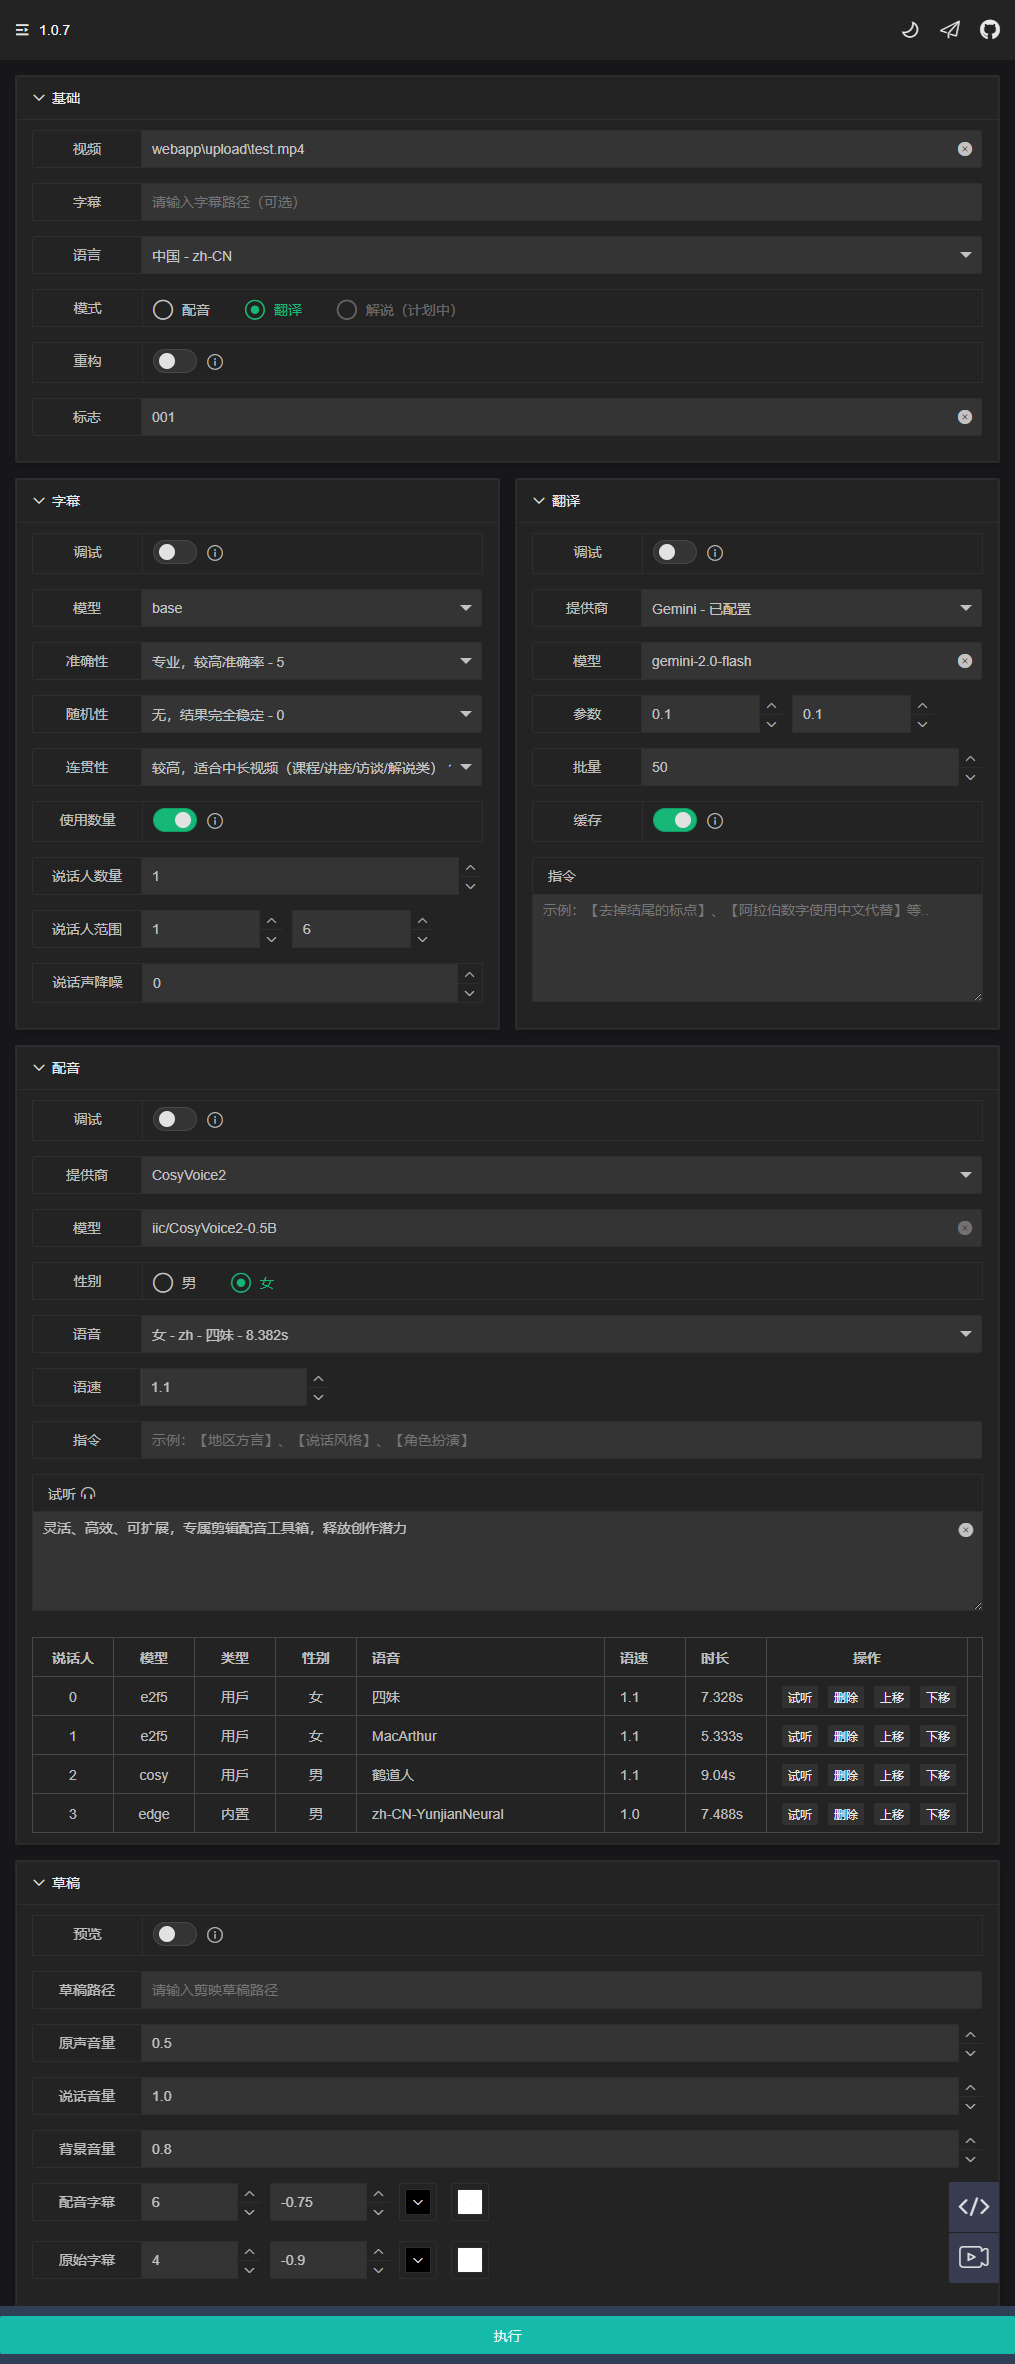 1.0.7
基础
视频 webapp\upload\test.mp4
字幕 请输入字幕路径（可选）
语言 中国 - zh-CN
模式 配音 翻译 解说（计划中）
重构
标志 001
字幕
调试
模型 base
准确性 专业，较高准确率 - 5
随机性 无，结果完全稳定 - 0
连贯性 较高，适合中长视频（课程/讲座/访谈/解说类）
使用数量
说话人数量 1
说话人范围 1 6
说话声降噪 0
翻译
调试
提供商 Gemini - 已配置
模型 gemini-2.0-flash
参数 0.1 0.1
批量 50
缓存
指令
示例：【去掉结尾的标点】、【阿拉伯数字使用中文代替】等..
配音
调试
提供商 CosyVoice2
模型 iic/CosyVoice2-0.5B
性别 男 女
语音 女 - zh - 四妹 - 8.382s
语速 1.1
指令 示例：【地区方言】、【说话风格】、【角色扮演】
试听
灵活、高效、可扩展，专属剪辑配音工具箱，释放创作潜力
说话人 模型 类型 性别 语音 语速 时长 操作
0 e2f5 用戶 女 四妹 1.1 7.328s 试听 删除 上移 下移
1 e2f5 用戶 女 MacArthur 1.1 5.333s 试听 删除 上移 下移
2 cosy 用戶 男 鹤道人 1.1 9.04s 试听 删除 上移 下移
3 edge 内置 男 zh-CN-YunjianNeural 1.0 7.488s 试听 删除 上移 下移
草稿
预览
草稿路径 请输入剪映草稿路径
原声音量 0.5
说话音量 1.0
背景音量 0.8
配音字幕 6 -0.75
原始字幕 4 -0.9
执行